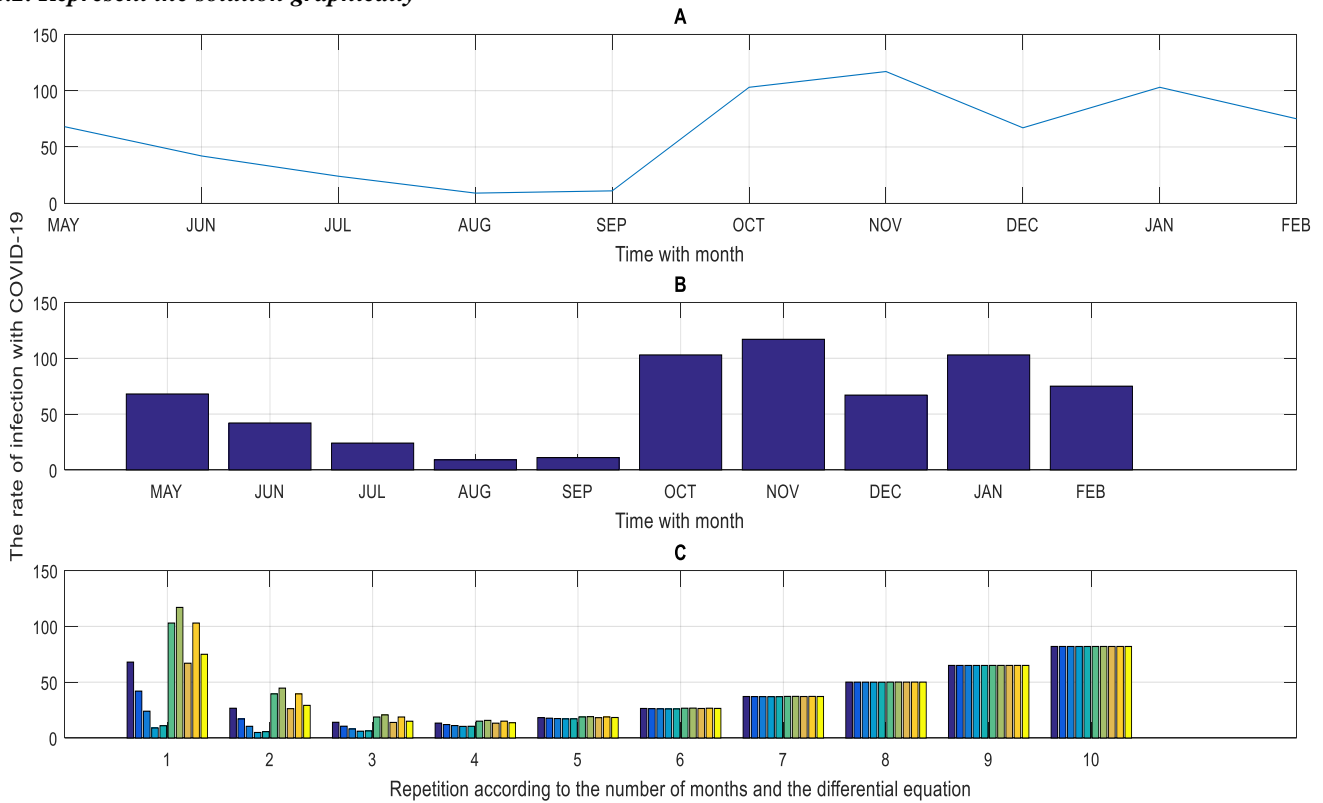 A
150
100
50
0
MAY JUN JUL AUG SEP OCT NOV DEC JAN FEB
Time with month
The rate of infection with COVID-19
B
150
100
50
0
MAY JUN JUL AUG SEP OCT NOV DEC JAN FEB
Time with month
C
150
100
50
0
1 2 3 4 5 6 7 8 9 10
Repetition according to the number of months and the differential equation